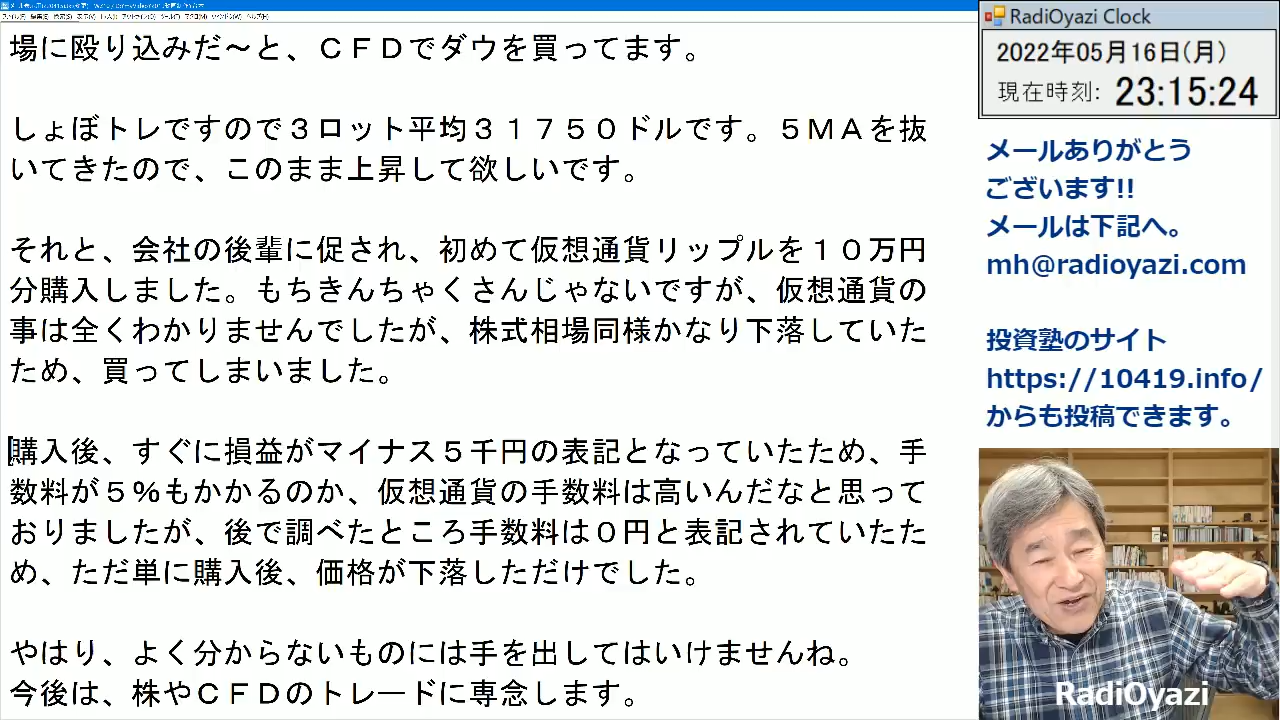 場に殴り込みだ～と、ＣＦＤでダウを買ってます。
しょぼトレですので３ロット平均３１７５０ドルです。５ＭＡを抜
いてきたので、このまま上昇して欲しいです。
それと、会社の後輩に促され、初めて仮想通貨リップルを１０万円
分購入しました。もちきんちゃくさんじゃないですが、仮想通貨の
事は全くわかりませんでしたが、株式相場同様かなり下落していた
ため、買ってしまいました。
購入後、すぐに損益がマイナス５千円の表記となっていたため、手
数料が５％もかかるのか、仮想通貨の手数料は高いんだなと思って
おりましたが、後で調べたところ手数料は０円と表記されていたた
め、ただ単に購入後、価格が下落しただけでした。
やはり、よく分からないものには手を出してはいけませんね。
今後は、株やＣＦＤのトレードに専念します。
RadiOyazi Clock
2022年05月16日(月)
現在時刻: 23:15:24
メールありがとう
ございます!!
メールは下記へ。
mh@radioyazi.com
投資塾のサイト
https://10419.info/
からも投稿できます。
RadiOyazi